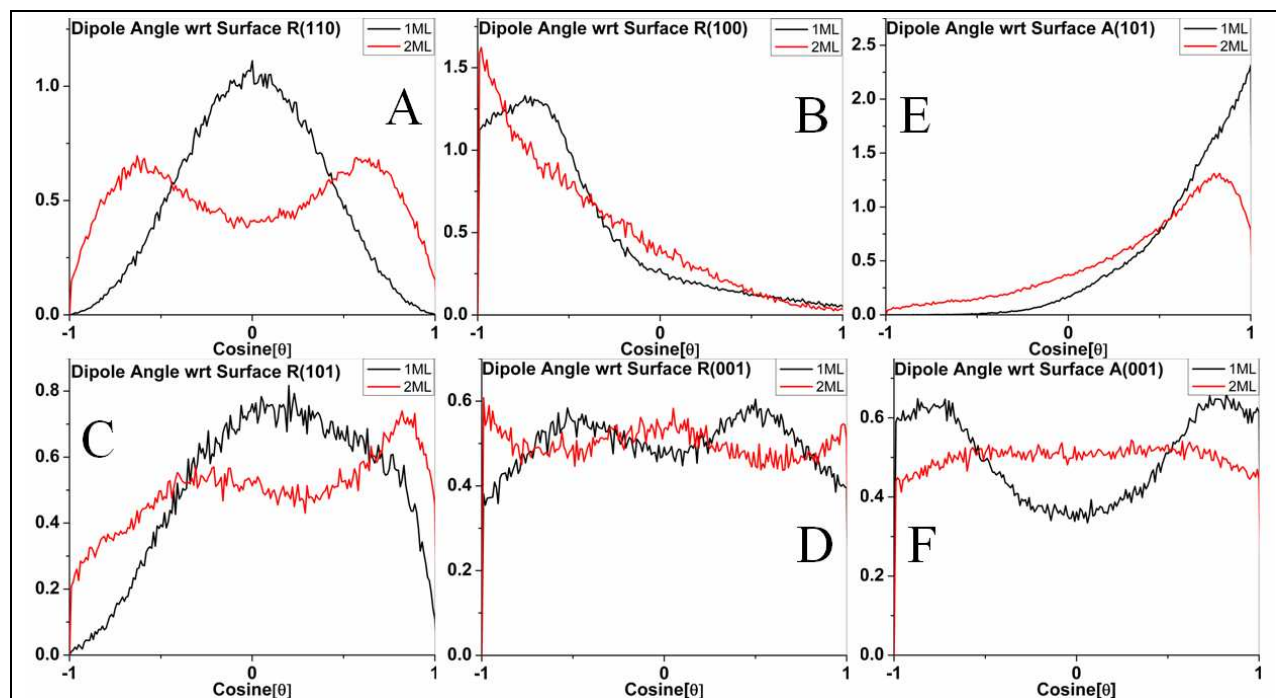 Dipole Angle wrt Surface R(110)
1ML
2ML
A
1.0
0.5
0.0
-1
0
1
Cosine[θ]
Dipole Angle wrt Surface R(100)
1ML
2ML
B
1.5
1.0
0.5
0.0
-1
0
1
Cosine[θ]
Dipole Angle wrt Surface A(101)
1ML
2ML
E
2.5
2.0
1.5
1.0
0.5
0.0
-1
0
1
Cosine[θ]
Dipole Angle wrt Surface R(101)
1ML
2ML
C
0.8
0.6
0.4
0.2
0.0
-1
0
1
Cosine[θ]
Dipole Angle wrt Surface R(001)
1ML
2ML
D
0.6
0.4
0.2
0.0
-1
0
1
Cosine[θ]
Dipole Angle wrt Surface A(001)
1ML
2ML
F
0.6
0.4
0.2
0.0
-1
0
1
Cosine[θ]